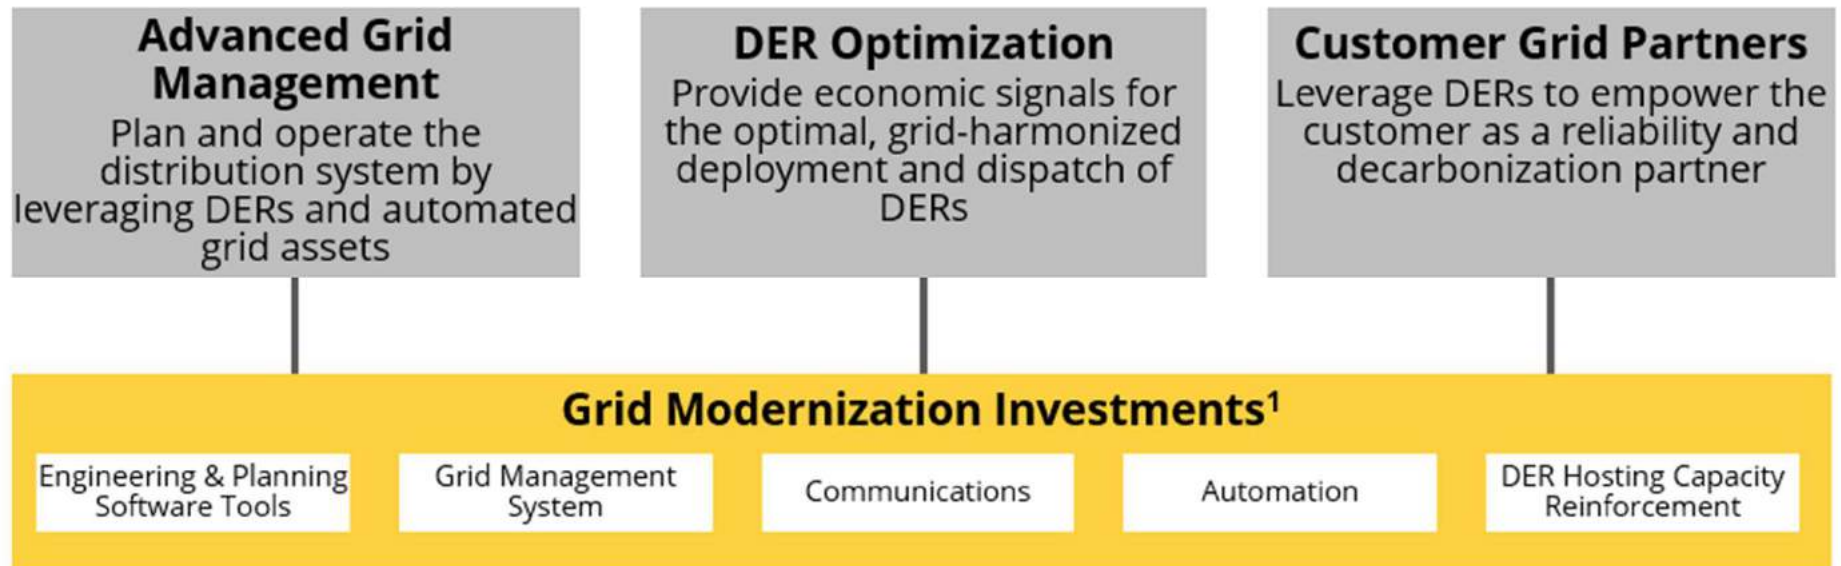 Advanced Grid
Management
Plan and operate the
distribution system by
leveraging DERs and automated
grid assets
DER Optimization
Provide economic signals for
the optimal, grid-harmonized
deployment and dispatch of
DERs
Customer Grid Partners
Leverage DERs to empower the
customer as a reliability and
decarbonization partner
Grid Modernization Investments¹
Engineering & Planning
Software Tools
Grid Management
System
Communications
Automation
DER Hosting Capacity
Reinforcement